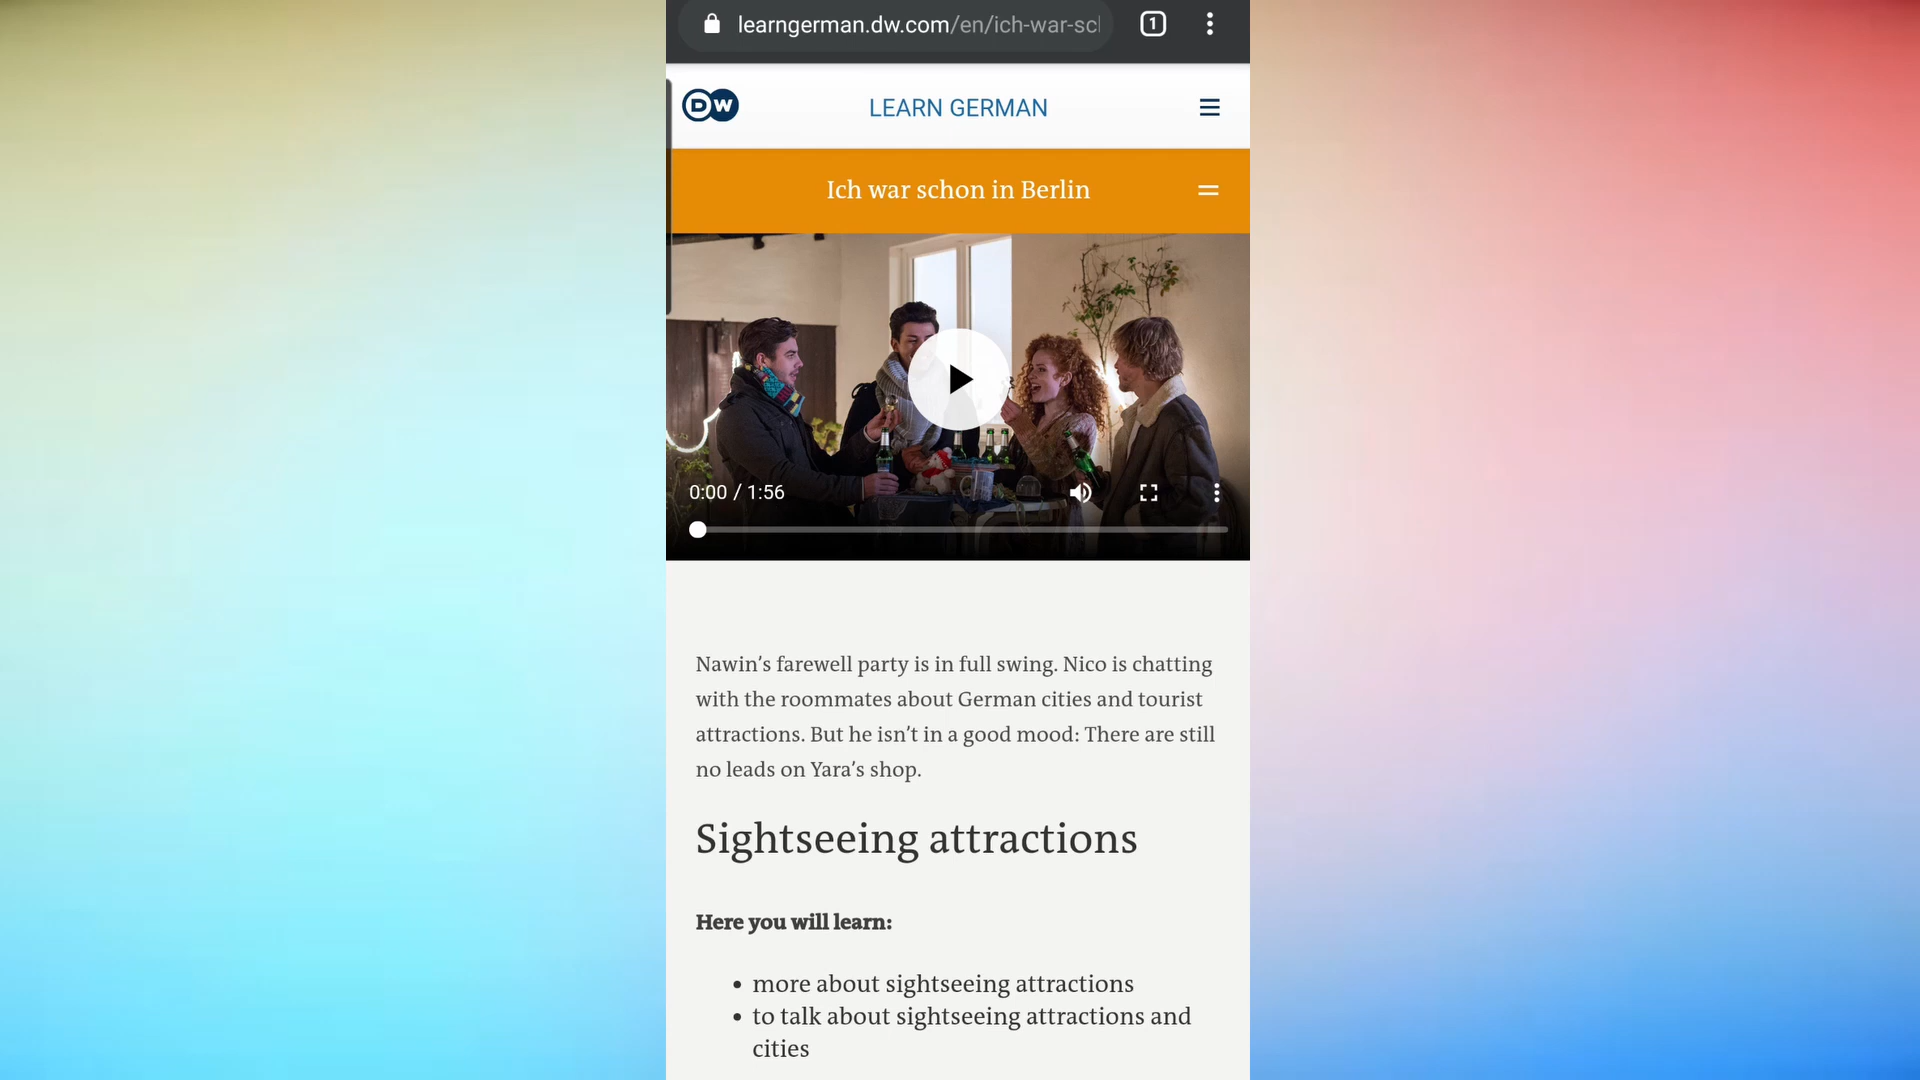 learngerman.dw.com/en/ich-war-scl
1
DW
LEARN GERMAN
Ich war schon in Berlin
0:00 / 1:56
Nawin’s farewell party is in full swing. Nico is chatting
with the roommates about German cities and tourist
attractions. But he isn’t in a good mood: There are still
no leads on Yara’s shop.
Sightseeing attractions
Here you will learn:
• more about sightseeing attractions
• to talk about sightseeing attractions and
cities